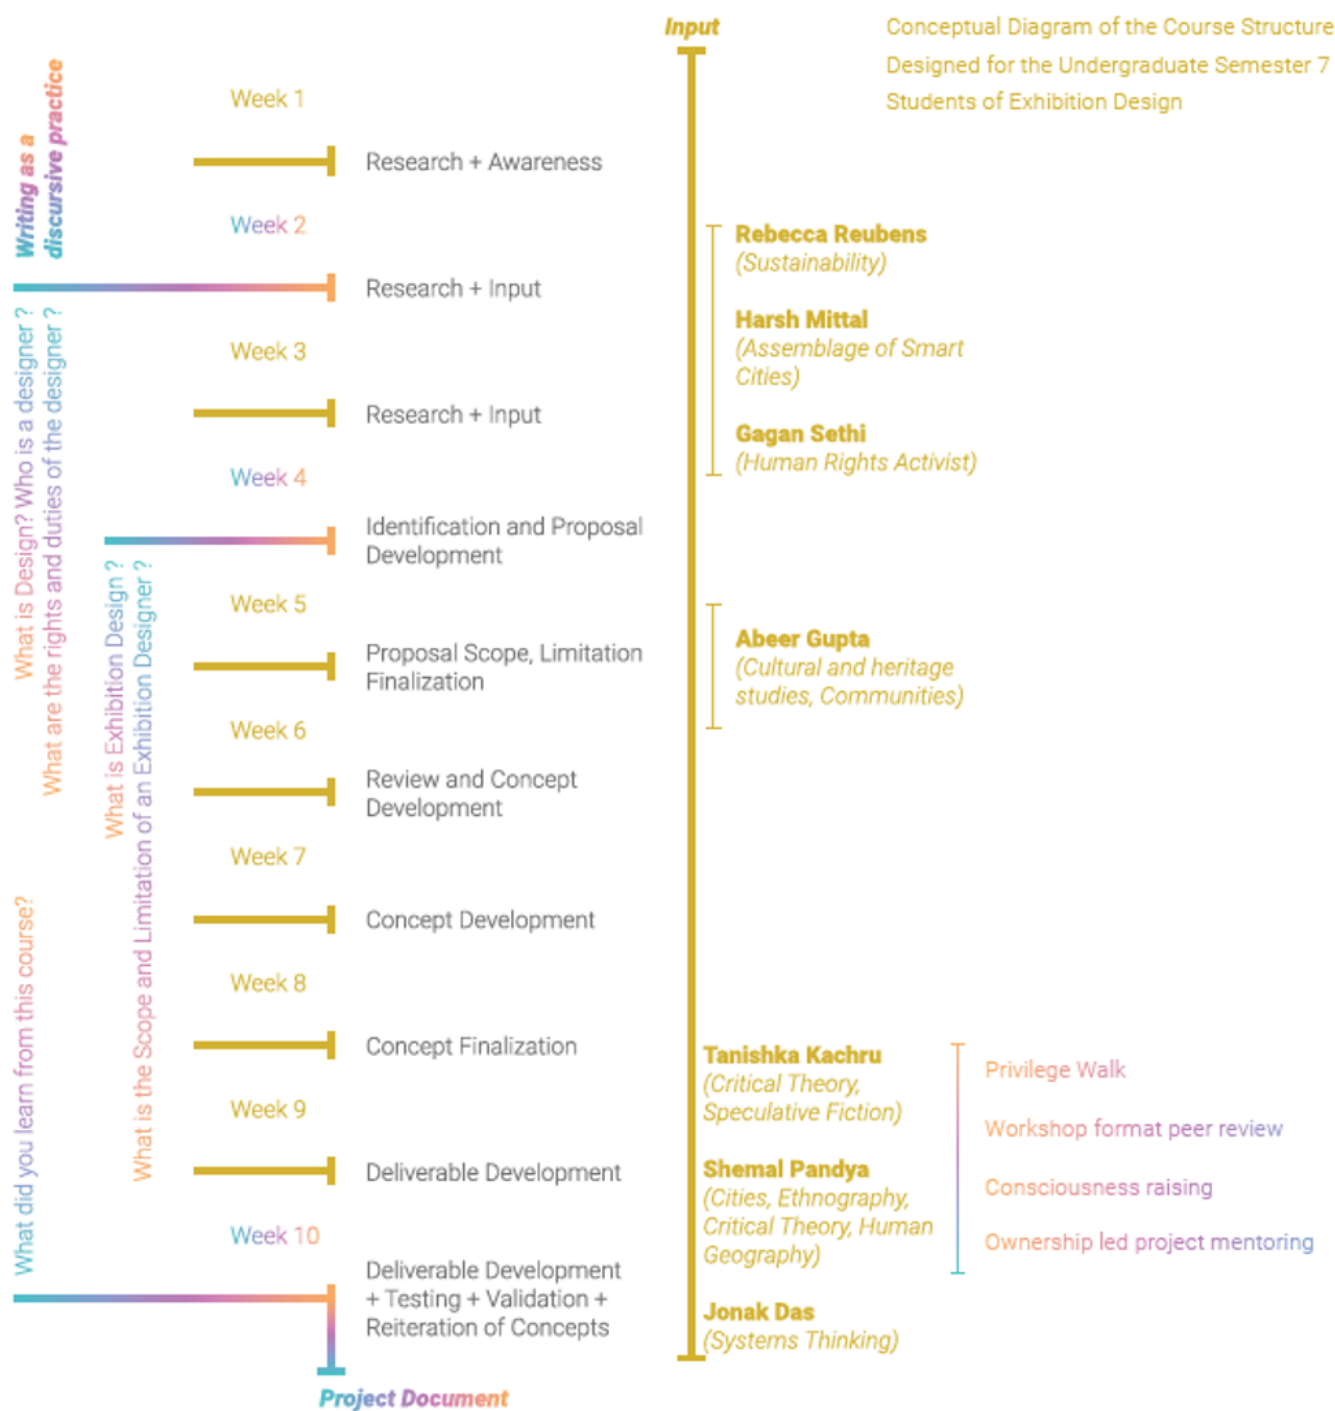 Input
Conceptual Diagram of the Course Structure
Designed for the Undergraduate Semester 7
Students of Exhibition Design
Writing as a
discursive practice
What is Design? Who is a designer ?
What are the rights and duties of the designer ?
What is Exhibition Design ?
What is the Scope and Limitation of an Exhibition Designer ?
What did you learn from this course?
Week 1
Research + Awareness
Week 2
Research + Input
Week 3
Research + Input
Week 4
Identification and Proposal
Development
Week 5
Proposal Scope, Limitation
Finalization
Week 6
Review and Concept
Development
Week 7
Concept Development
Week 8
Concept Finalization
Week 9
Deliverable Development
Week 10
Deliverable Development
+ Testing + Validation +
Reiteration of Concepts
Project Document
Rebecca Reubens
(Sustainability)
Harsh Mittal
(Assemblage of Smart
Cities)
Gagan Sethi
(Human Rights Activist)
Abeer Gupta
(Cultural and heritage
studies, Communities)
Tanishka Kachru
(Critical Theory,
Speculative Fiction)
Shemal Pandya
(Cities, Ethnography,
Critical Theory, Human
Geography)
Jonak Das
(Systems Thinking)
Privilege Walk
Workshop format peer review
Consciousness raising
Ownership led project mentoring